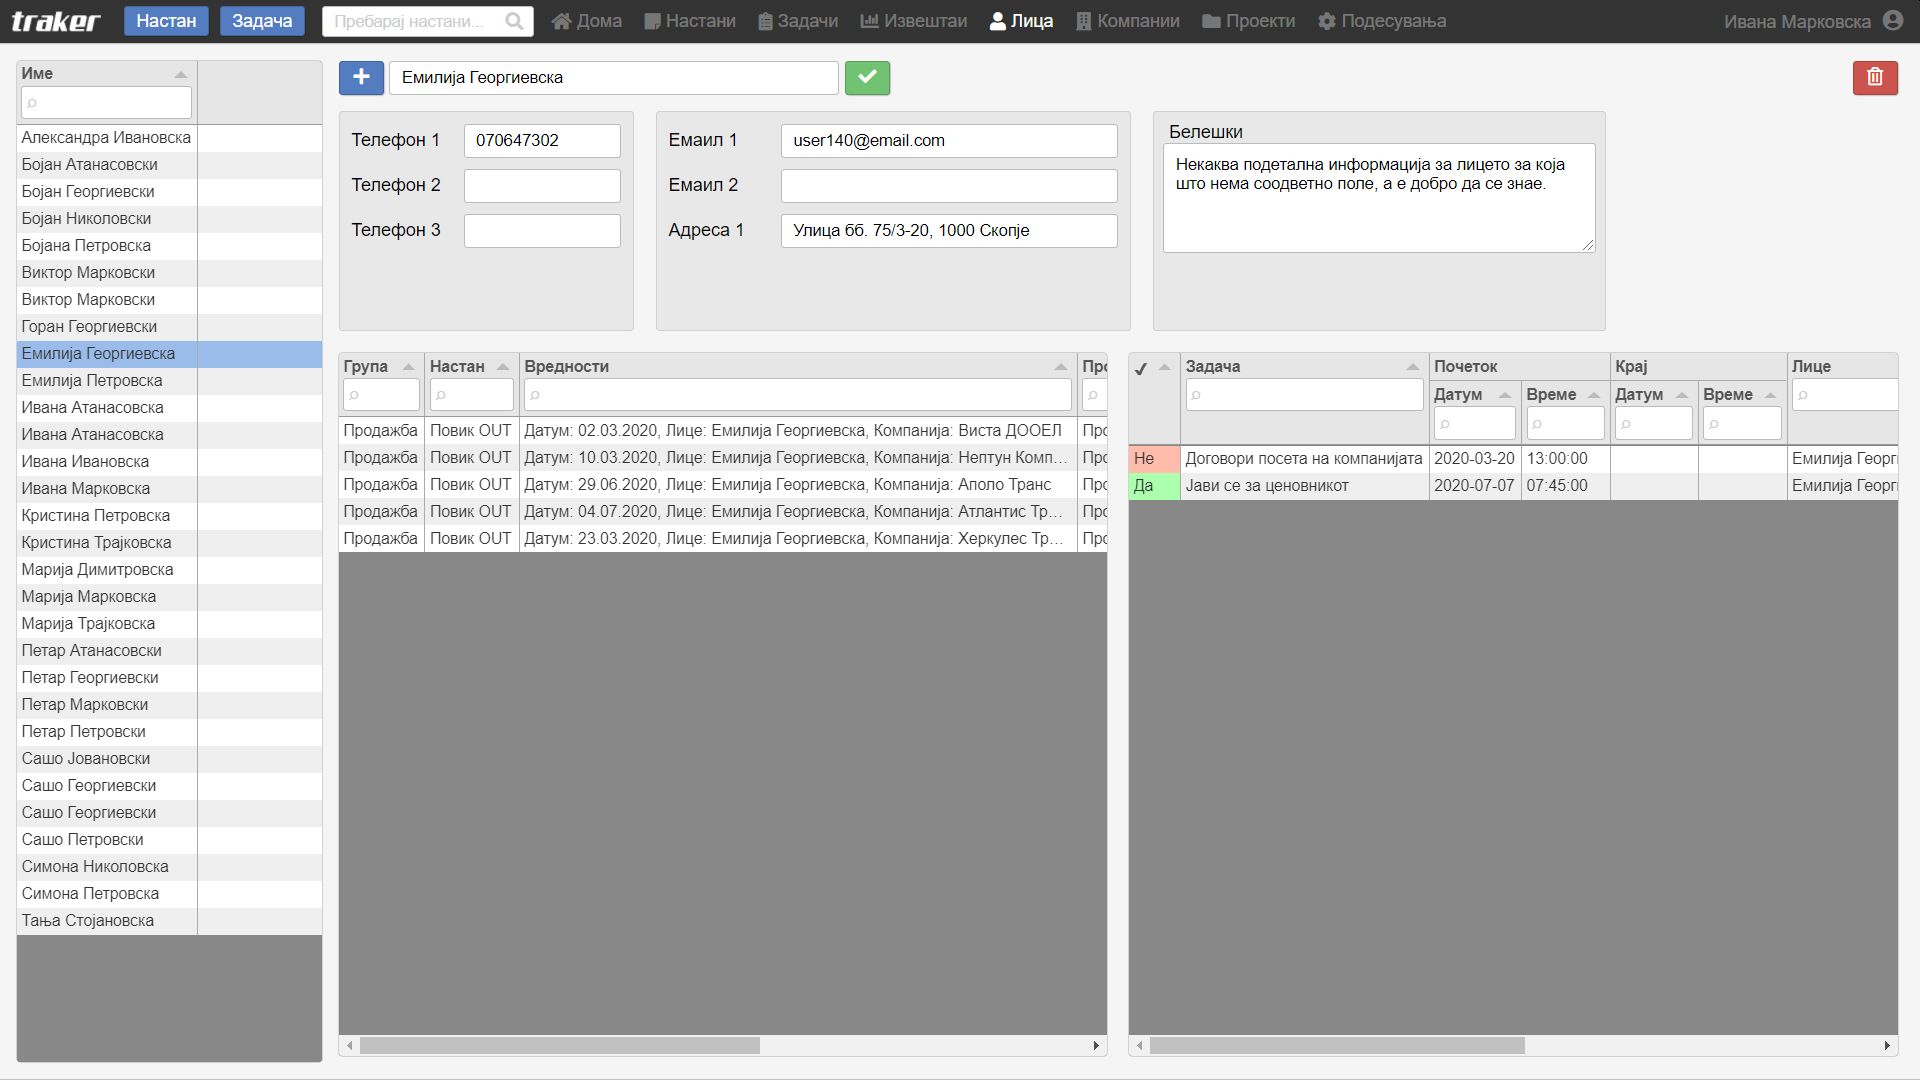 traker Настан Задача Пребарај настани... Дома Настани Задачи Извештаи Лица Компании Проекти Подесувања Ивана Марковска
Име
Александра Ивановска
Бојан Атанасовски
Бојан Георгиевски
Бојан Николовски
Бојана Петровска
Виктор Марковски
Виктор Марковски
Горан Георгиевски
Емилија Георгиевска
Емилија Петровска
Ивана Атанасовска
Ивана Атанасовска
Ивана Ивановска
Ивана Марковска
Кристина Петровска
Кристина Трајковска
Марија Димитровска
Марија Марковска
Марија Трајковска
Петар Атанасовски
Петар Георгиевски
Петар Марковски
Петар Петровски
Сашо Јовановски
Сашо Георгиевски
Сашо Георгиевски
Сашо Петровски
Симона Николовска
Симона Петровска
Тања Стојановска
Емилија Георгиевска
Телефон 1 070647302
Телефон 2
Телефон 3
Емаил 1 user140@email.com
Емаил 2
Адреса 1 Улица бб. 75/3-20, 1000 Скопје
Белешки
Некаква подетална информација за лицето за која
што нема соодветно поле, а е добро да се знае.
Група Настан Вредности Про
Продажба Повик OUT Датум: 02.03.2020, Лице: Емилија Георгиевска, Компанија: Виста ДООЕЛ Про
Продажба Повик OUT Датум: 10.03.2020, Лице: Емилија Георгиевска, Компанија: Нептун Комп... Про
Продажба Повик OUT Датум: 29.06.2020, Лице: Емилија Георгиевска, Компанија: Аполо Транс Про
Продажба Повик OUT Датум: 04.07.2020, Лице: Емилија Георгиевска, Компанија: Атлантис Тр... Про
Продажба Повик OUT Датум: 23.03.2020, Лице: Емилија Георгиевска, Компанија: Херкулес Тр... Про
Задача Почеток Крај Лице
Датум Време Датум Време
Не Договори посета на компанијата 2020-03-20 13:00:00 Емилија Георг
Да Јави се за ценовникот 2020-07-07 07:45:00 Емилија Георг